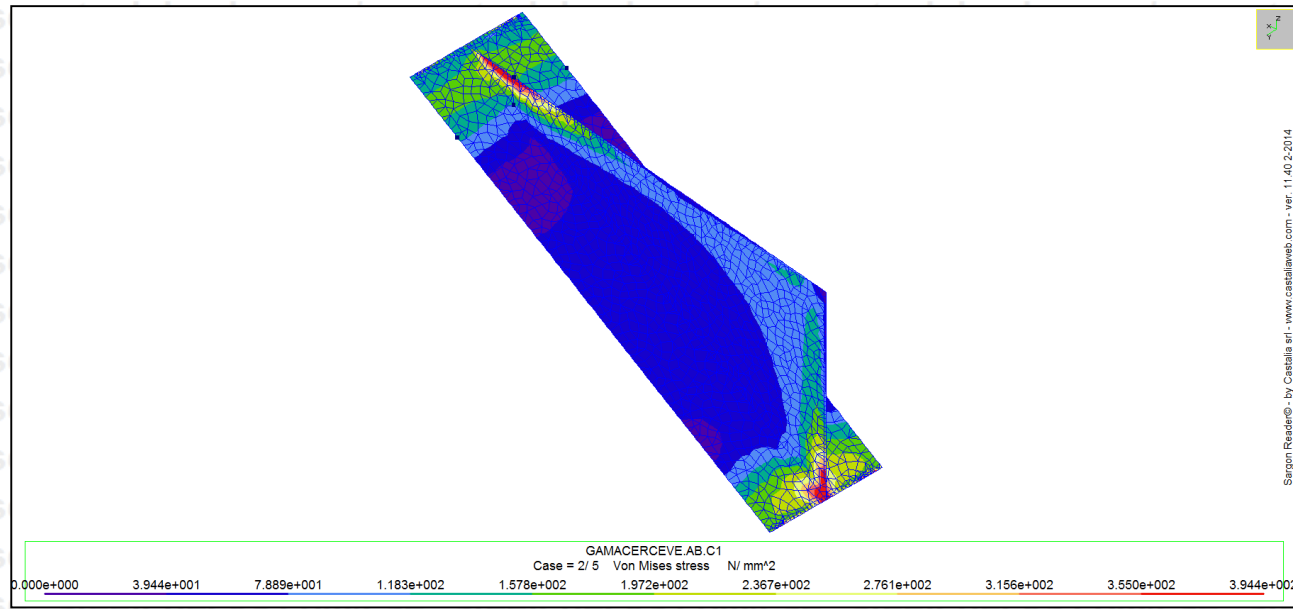 Z
X
Y
Sargon Reader© - by Castalia srl - www.castaliaweb.com - ver. 11.40 2-2014
GAMACERCEVE.AB.C1
Case = 2/ 5 Von Mises stress N/ mm^2
0.000e+000 3.944e+001 7.889e+001 1.183e+002 1.578e+002 1.972e+002 2.367e+002 2.761e+002 3.156e+002 3.550e+002 3.944e+002